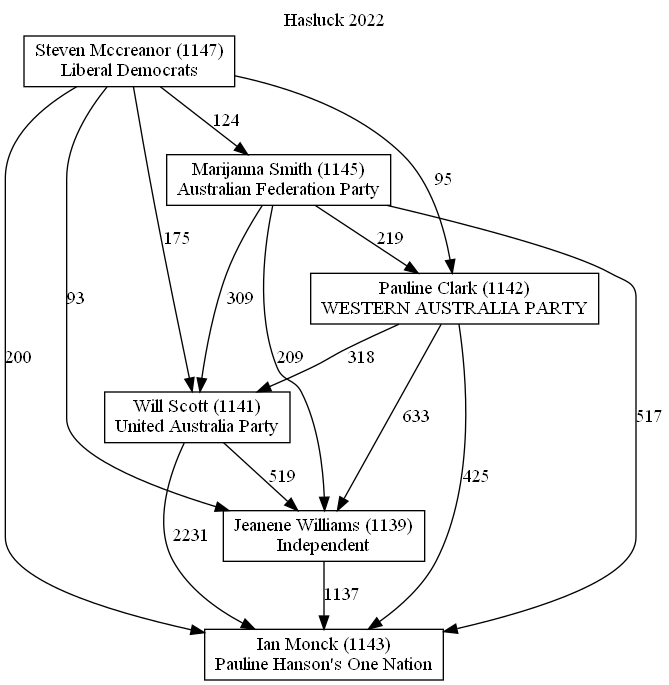 Hasluck 2022
Steven Mccreanor (1147)
Liberal Democrats
124
Marijanna Smith (1145)
Australian Federation Party
95
175
309
219
Pauline Clark (1142)
WESTERN AUSTRALIA PARTY
93
200
209
318
517
Will Scott (1141)
United Australia Party
633
519
425
Jeanene Williams (1139)
Independent
2231
1137
Ian Monck (1143)
Pauline Hanson's One Nation